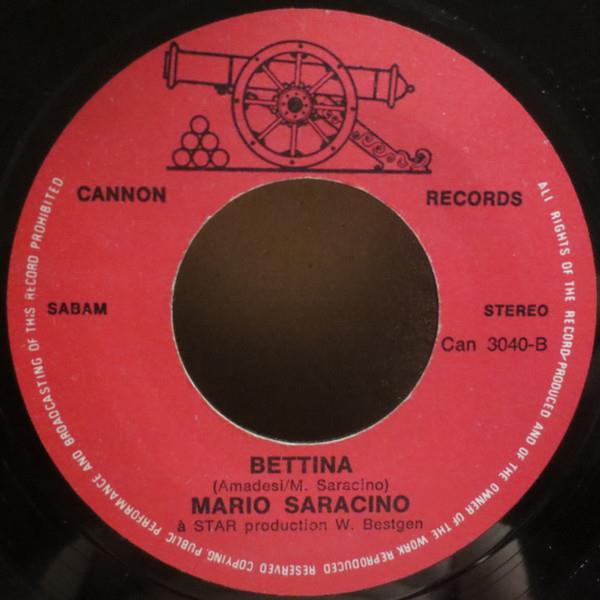 CANNON RECORDS
SABAM
STEREO
Can 3040-B
BETTINA
(Amadesi/M. Saracino)
MARIO SARACINO
à STAR production W. Bestgen
ALL RIGHTS OF THE RECORD-PRODUCED AND OF THE OWNER OF THE WORK REPRODUCED RESERVED COPYING, PUBLIC PERFORMANCE AND BROADCASTING OF THIS RECORD PROHIBITED